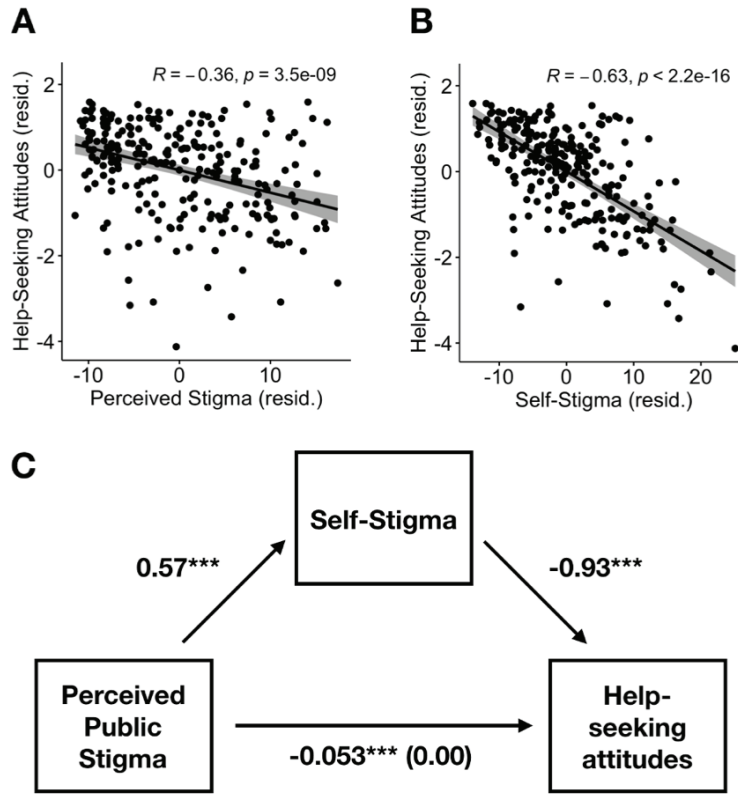 A
R = −0.36, p = 3.5e-09
Help-Seeking Attitudes (resid.)
2
0
-2
-4
-10
0
10
Perceived Stigma (resid.)
B
R = −0.63, p < 2.2e-16
Help-Seeking Attitudes (resid.)
2
0
-2
-4
-10
0
10
20
Self-Stigma (resid.)
C
Self-Stigma
0.57***
-0.93***
Perceived
Public
Stigma
Help-
seeking
attitudes
-0.053*** (0.00)